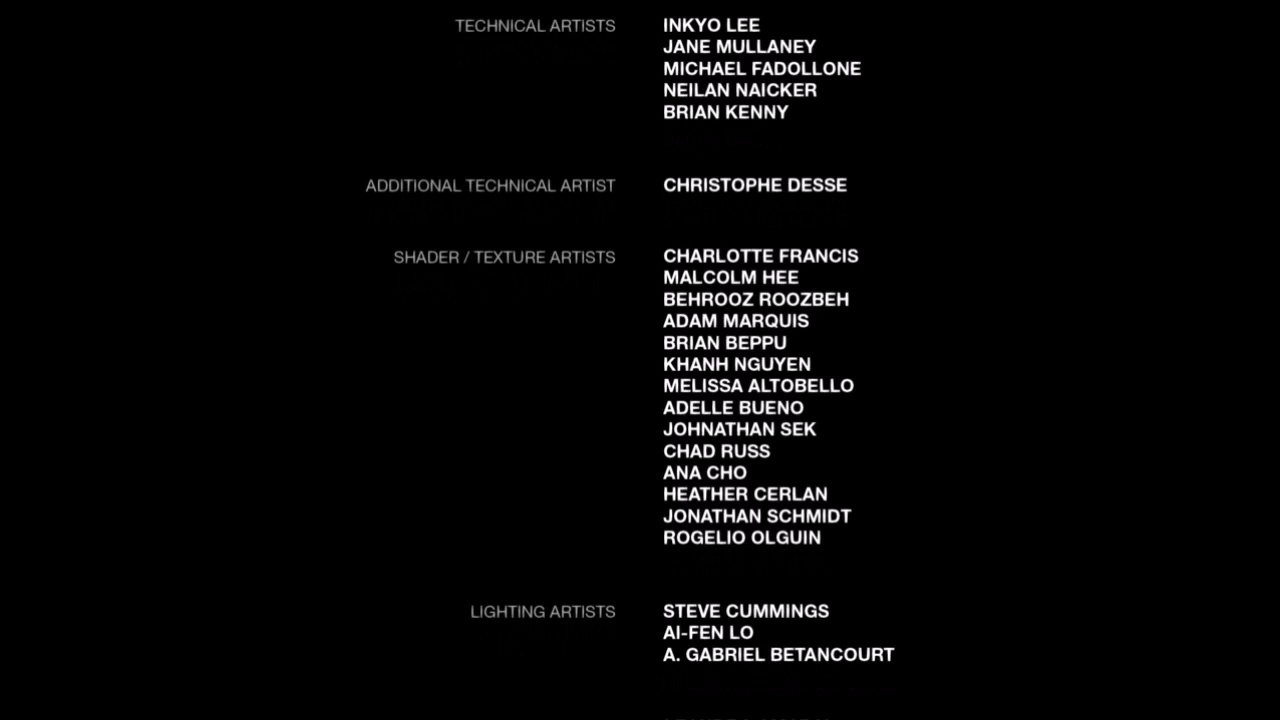 TECHNICAL ARTISTS INKYO LEE
JANE MULLANEY
MICHAEL FADOLLONE
NEILAN NAICKER
BRIAN KENNY
ADDITIONAL TECHNICAL ARTIST CHRISTOPHE DESSE
SHADER / TEXTURE ARTISTS CHARLOTTE FRANCIS
MALCOLM HEE
BEHROOZ ROOZBEH
ADAM MARQUIS
BRIAN BEPPU
KHANH NGUYEN
MELISSA ALTOBELLO
ADELLE BUENO
JOHNATHAN SEK
CHAD RUSS
ANA CHO
HEATHER CERLAN
JONATHAN SCHMIDT
ROGELIO OLGUIN
LIGHTING ARTISTS STEVE CUMMINGS
AI-FEN LO
A. GABRIEL BETANCOURT